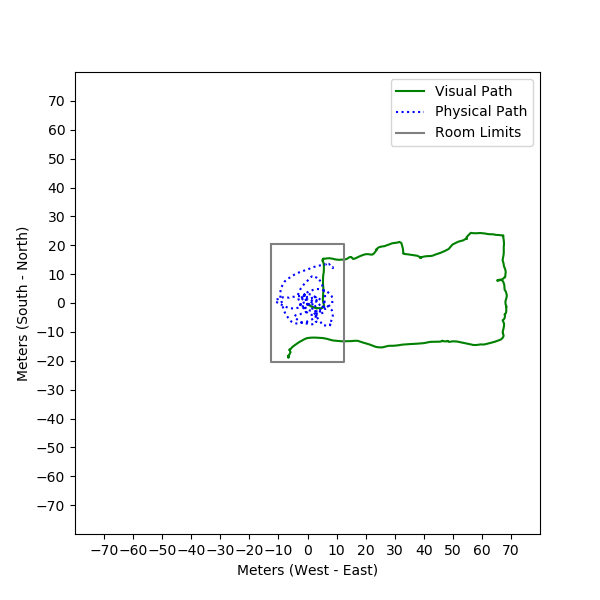 Visual Path
Physical Path
Room Limits
70
60
50
40
30
20
10
0
−10
−20
−30
−40
−50
−60
−70
Meters (South - North)
−70 −60 −50 −40 −30 −20 −10 0 10 20 30 40 50 60 70
Meters (West - East)